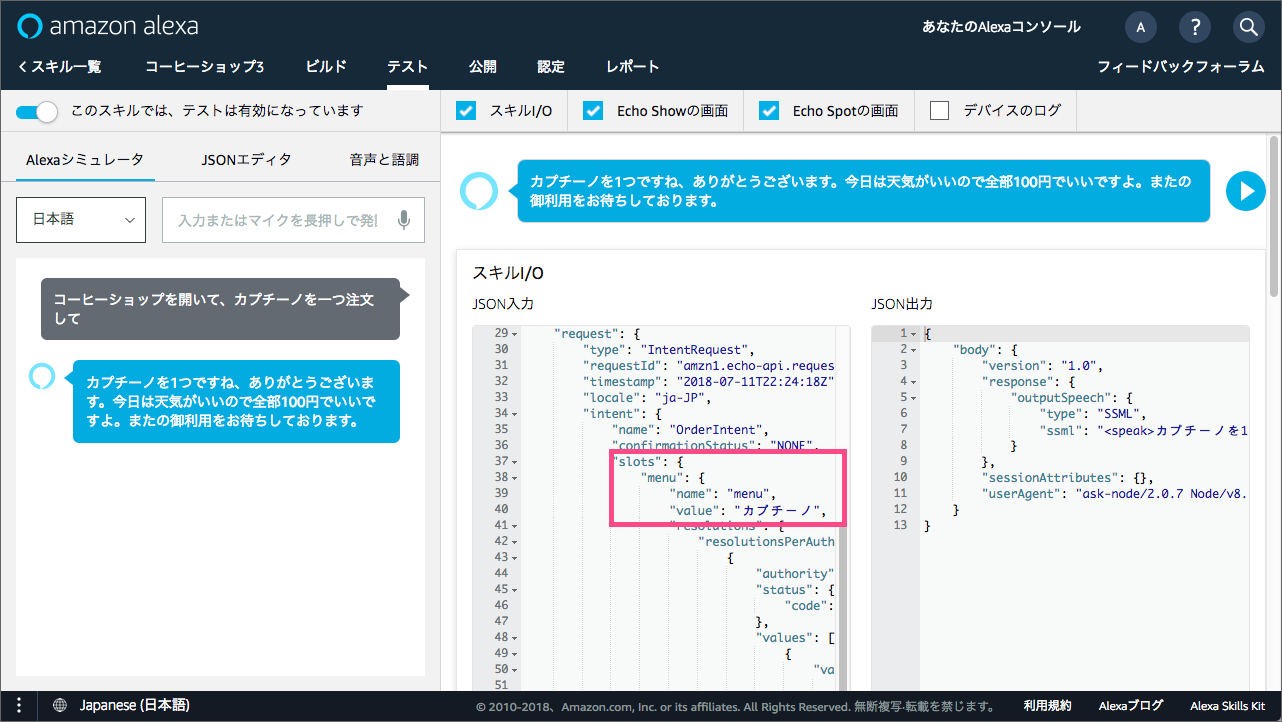 amazon alexa
あなたのAlexaコンソール
A
?
スキル一覧 コーヒーショップ3 ビルド テスト 公開 認定 レポート フィードバックフォーラム
このスキルでは、テストは有効になっています
スキルI/O Echo Showの画面 Echo Spotの画面 デバイスのログ
Alexaシミュレータ JSONエディタ 音声と語調
日本語
入力またはマイクを長押しで発
コーヒーショップを開いて、カプチーノを一つ注文
して
カプチーノを1つですね、ありがとうございま
す。今日は天気がいいので全部100円でいいで
すよ。またの御利用をお待ちしております。
カプチーノを1つですね、ありがとうございます。今日は天気がいいので全部100円でいいですよ。またの
御利用をお待ちしております。
スキルI/O
JSON入力
29 "request": {
30 "type": "IntentRequest",
31 "requestId": "amzn1.echo-api.reques
32 "timestamp": "2018-07-11T22:24:18Z"
33 "locale": "ja-JP",
34 "intent": {
35 "name": "OrderIntent",
36 "confirmationStatus": "NONE",
37 "slots": {
38 "menu": {
39 "name": "menu",
40 "value": "カプチーノ",
41 "resolutions": {
42 "resolutionsPerAuth
43 {
44 "authority"
45 "status": {
46 "code":
47 },
48 "values": [
49 {
50 "va
51
JSON出力
1 {
2 "body": {
3 "version": "1.0",
4 "response": {
5 "outputSpeech": {
6 "type": "SSML",
7 "ssml": "<speak>カプチーノを1
8 }
9 },
10 "sessionAttributes": {},
11 "userAgent": "ask-node/2.0.7 Node/v8.
12 }
13 }
Japanese (日本語)
© 2010-2018、Amazon.com, Inc. or its affiliates. All Rights Reserved. 無断複写·転載を禁じます。 利用規約 Alexaブログ Alexa Skills Kit